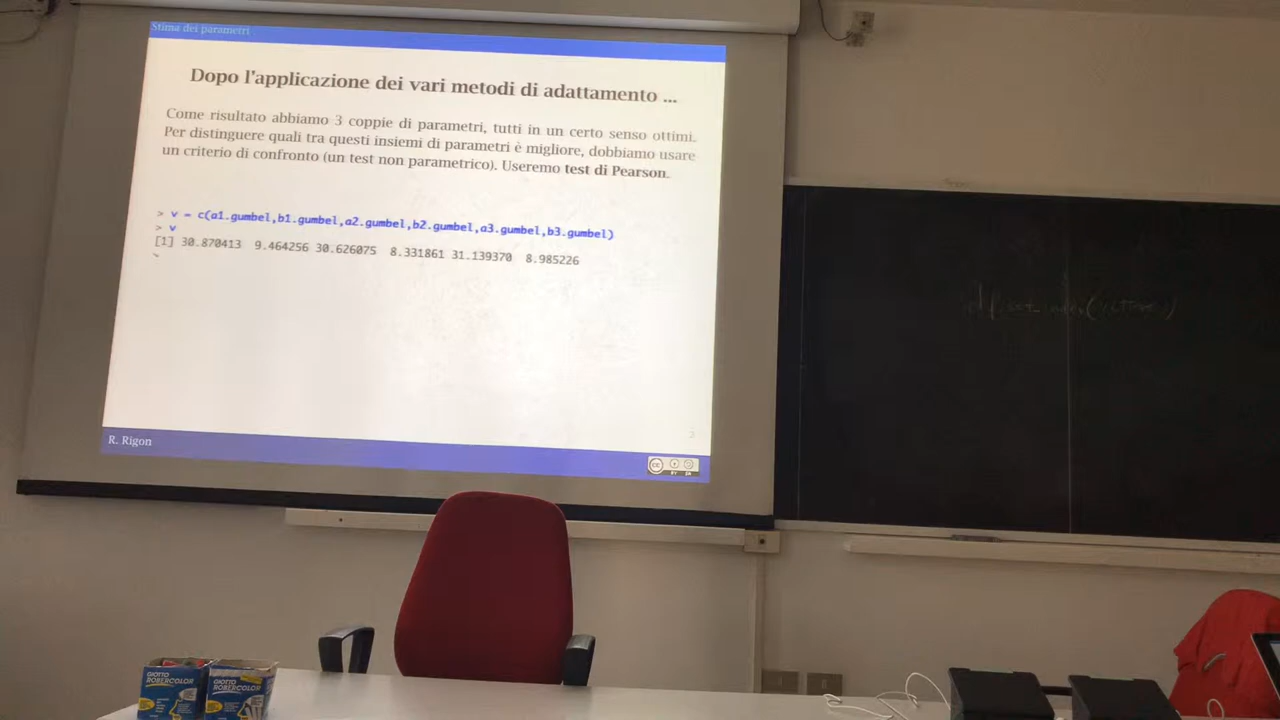 Stima dei parametri
Dopo l'applicazione dei vari metodi di adattamento ...
Come risultato abbiamo 3 coppie di parametri, tutti in un certo senso ottimi.
Per distinguere quali tra questi insiemi di parametri è migliore, dobbiamo usare
un criterio di confronto (un test non parametrico). Useremo test di Pearson.
> v = c(a1.gumbel,b1.gumbel,a2.gumbel,b2.gumbel,a3.gumbel,b3.gumbel)
> v
[1] 30.870413 9.464256 30.626075 8.331861 31.139370 8.985226
2
R. Rigon
CC
BY
GIOTTO
ROBERCOLOR
GIOTTO
ROBERCOLOR